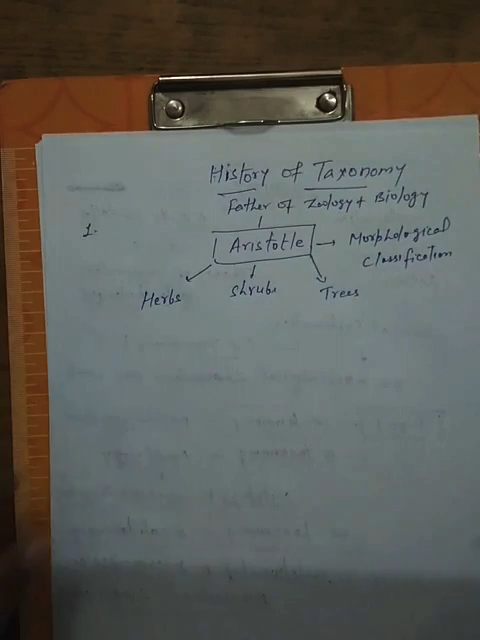 History of Taxonomy
Father of Zoology + Biology
1.
Aristotle → Morphological
classification
Herbs Shrubs Trees